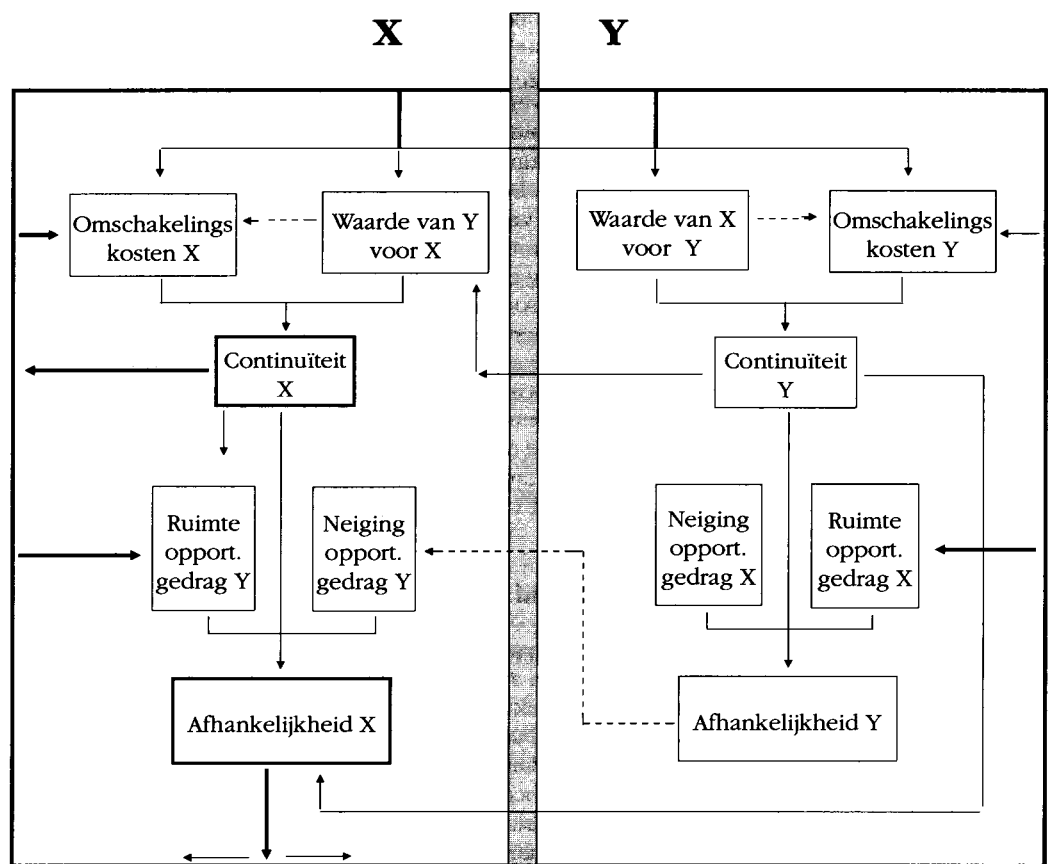 X
Y
Omschakelings
kosten X
Waarde van Y
voor X
Waarde van X
voor Y
Omschakelings
kosten Y
Continuïteit
X
Continuïteit
Y
Ruimte
opport.
gedrag Y
Neiging
opport.
gedrag Y
Neiging
opport.
gedrag X
Ruimte
opport.
gedrag X
Afhankelijkheid X
Afhankelijkheid Y